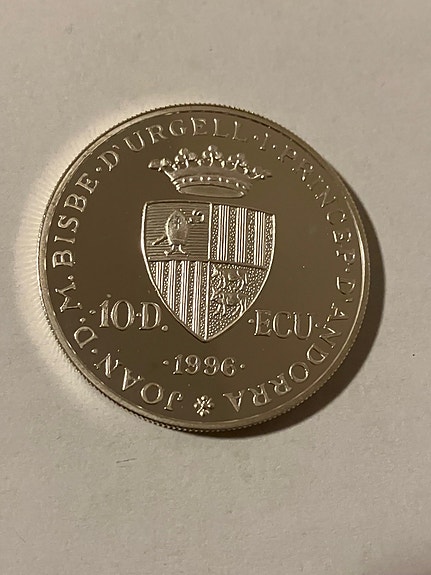 JOAN·D.M.BISBE·D'URGELL·I·PRINCEP·D'ANDORRA
·10·D.
·ECU·
·1996·